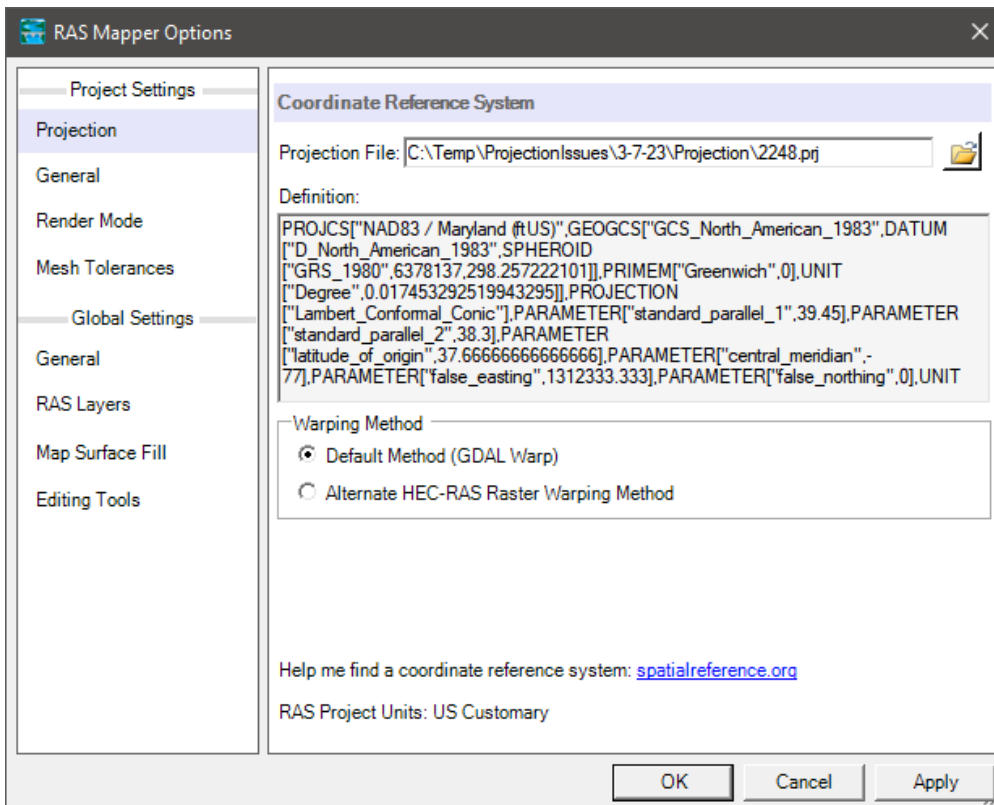 RAS Mapper Options
Project Settings
Projection
General
Render Mode
Mesh Tolerances
Global Settings
General
RAS Layers
Map Surface Fill
Editing Tools
Coordinate Reference System
Projection File: C:\Temp\ProjectionIssues\3-7-23\Projection\2248.prj
Definition:
PROJCS["NAD83 / Maryland (ftUS)",GEOGCS["GCS_North_American_1983",DATUM
["D_North_American_1983",SPHEROID
["GRS_1980",6378137,298.257222101]],PRIMEM["Greenwich",0],UNIT
["Degree",0.017453292519943295]],PROJECTION
["Lambert_Conformal_Conic"],PARAMETER["standard_parallel_1",39.45],PARAMETER
["standard_parallel_2",38.3],PARAMETER
["latitude_of_origin",37.66666666666666],PARAMETER["central_meridian",-
77],PARAMETER["false_easting",1312333.333],PARAMETER["false_northing",0],UNIT
Warping Method
Default Method (GDAL Warp)
Alternate HEC-RAS Raster Warping Method
Help me find a coordinate reference system: spatialreference.org
RAS Project Units: US Customary
OK
Cancel
Apply